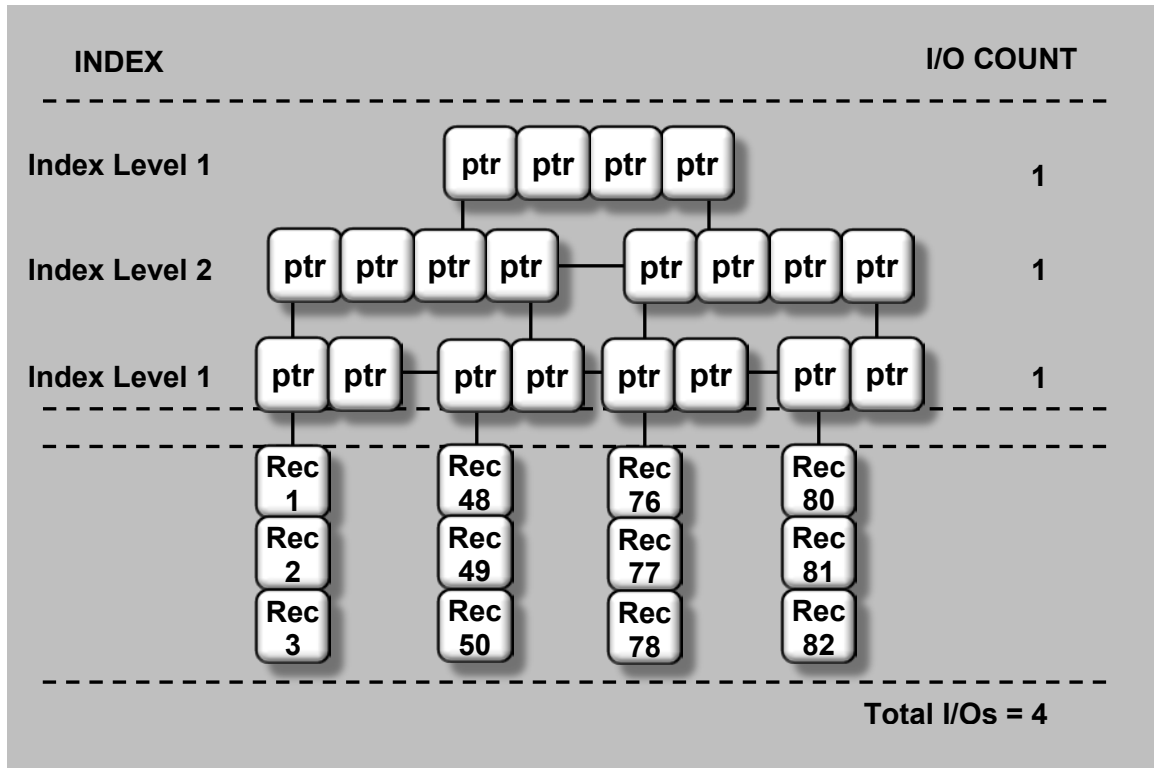 INDEX I/O COUNT
Index Level 1 ptr ptr ptr ptr 1
Index Level 2 ptr ptr ptr ptr ptr ptr ptr ptr 1
Index Level 1 ptr ptr ptr ptr ptr ptr ptr ptr 1
Rec Rec Rec Rec
1 48 76 80
Rec Rec Rec Rec
2 49 77 81
Rec Rec Rec Rec
3 50 78 82
Total I/Os = 4